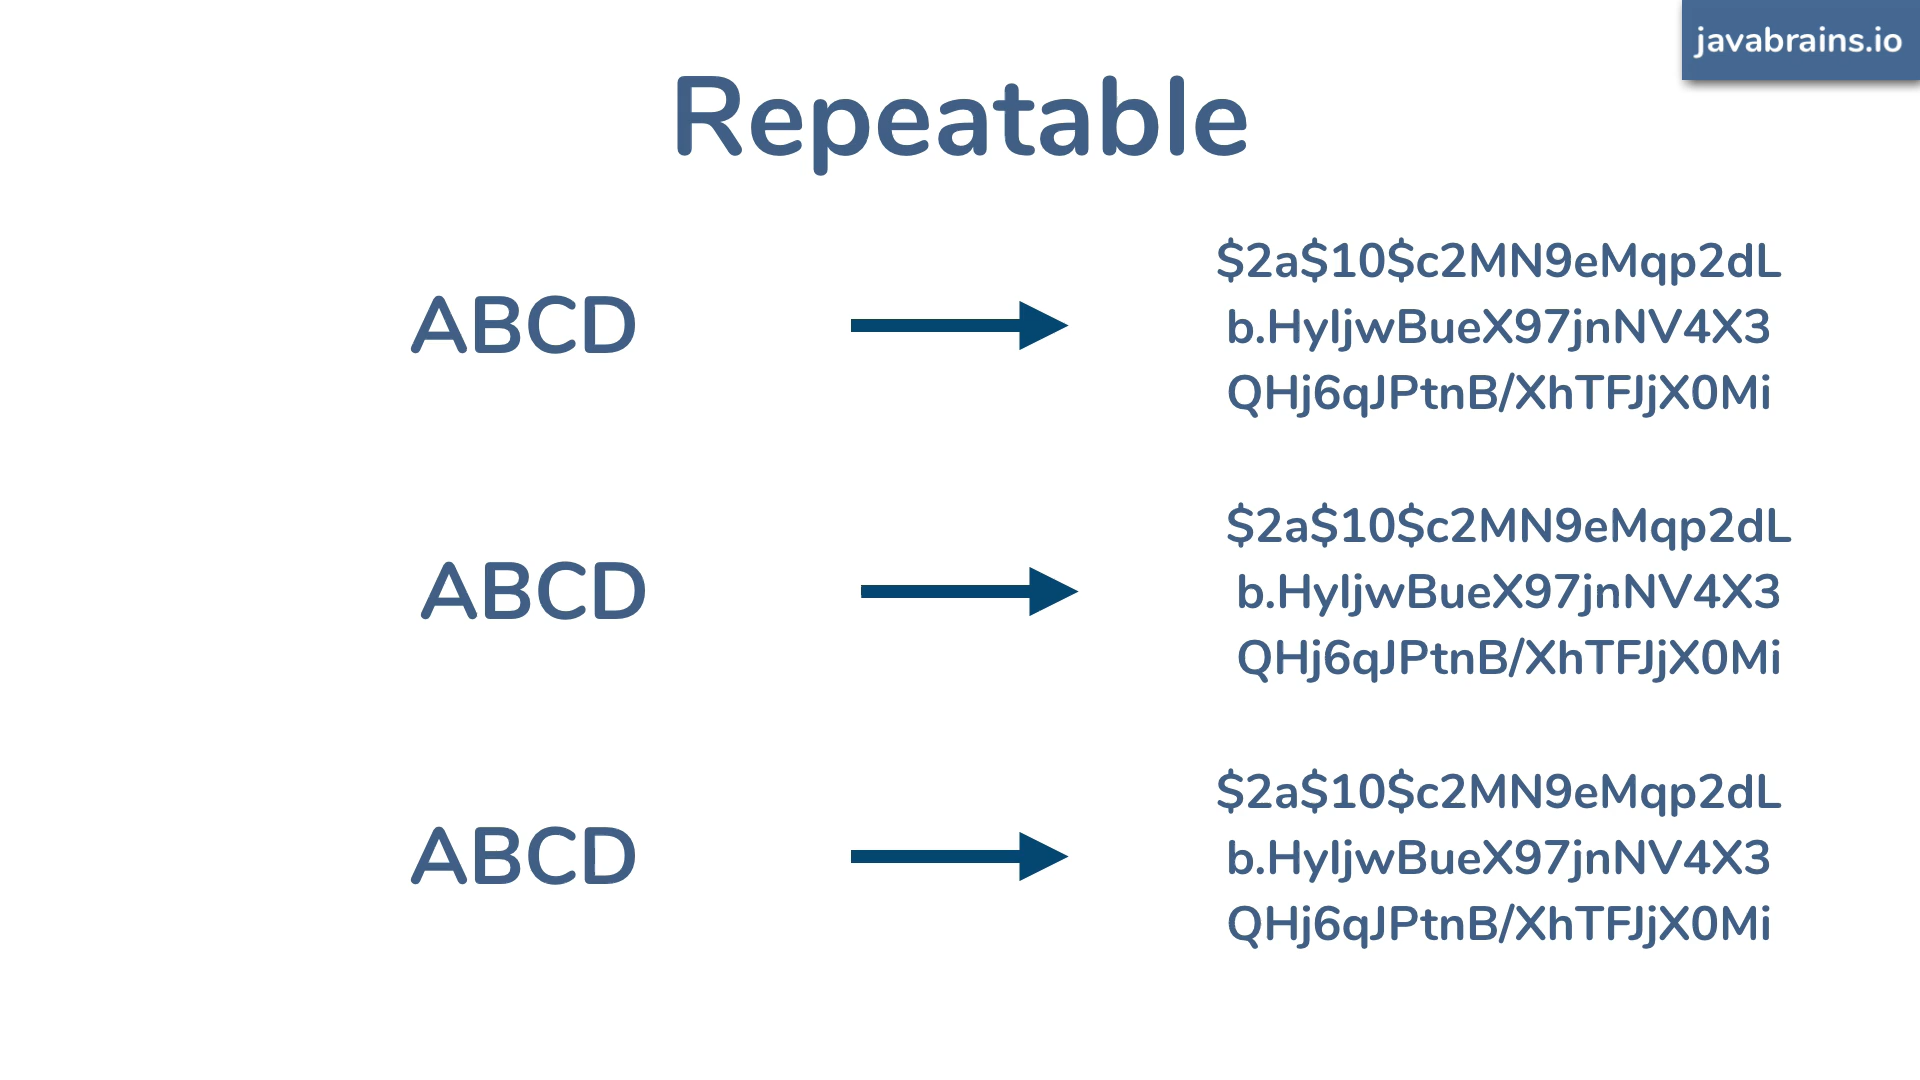 javabrains.io
Repeatable
ABCD
$2a$10$c2MN9eMqp2dL
b.HyIjwBueX97jnNV4X3
QHj6qJPtnB/XhTFJjX0Mi
ABCD
$2a$10$c2MN9eMqp2dL
b.HyIjwBueX97jnNV4X3
QHj6qJPtnB/XhTFJjX0Mi
ABCD
$2a$10$c2MN9eMqp2dL
b.HyIjwBueX97jnNV4X3
QHj6qJPtnB/XhTFJjX0Mi